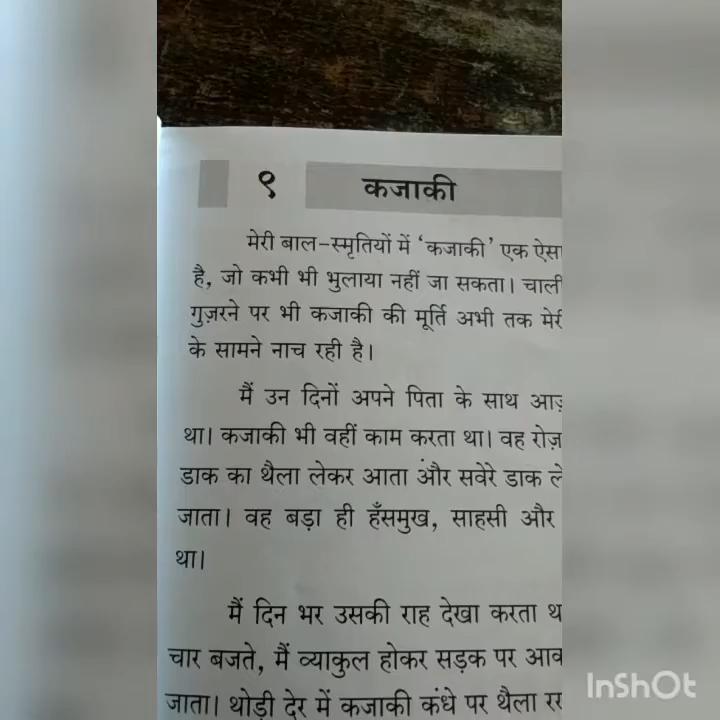 ९ कजाकी
मेरी बाल-स्मृतियों में ‘कजाकी’ एक ऐसा
है, जो कभी भी भुलाया नहीं जा सकता। चाली
गुज़रने पर भी कजाकी की मूर्ति अभी तक मेरी
के सामने नाच रही है।
मैं उन दिनों अपने पिता के साथ
था। कजाकी भी वहीं काम करता था। वह रोज़
डाक का थैला लेकर आता और सवेरे डाक ले
जाता। वह बड़ा ही हँसमुख, साहसी और
था।
मैं दिन भर उसकी राह देखा करता
चार बजते, मैं व्याकुल होकर सड़क पर
जाता। थोड़ी देर में कजाकी कंधे पर थैला
InShOt